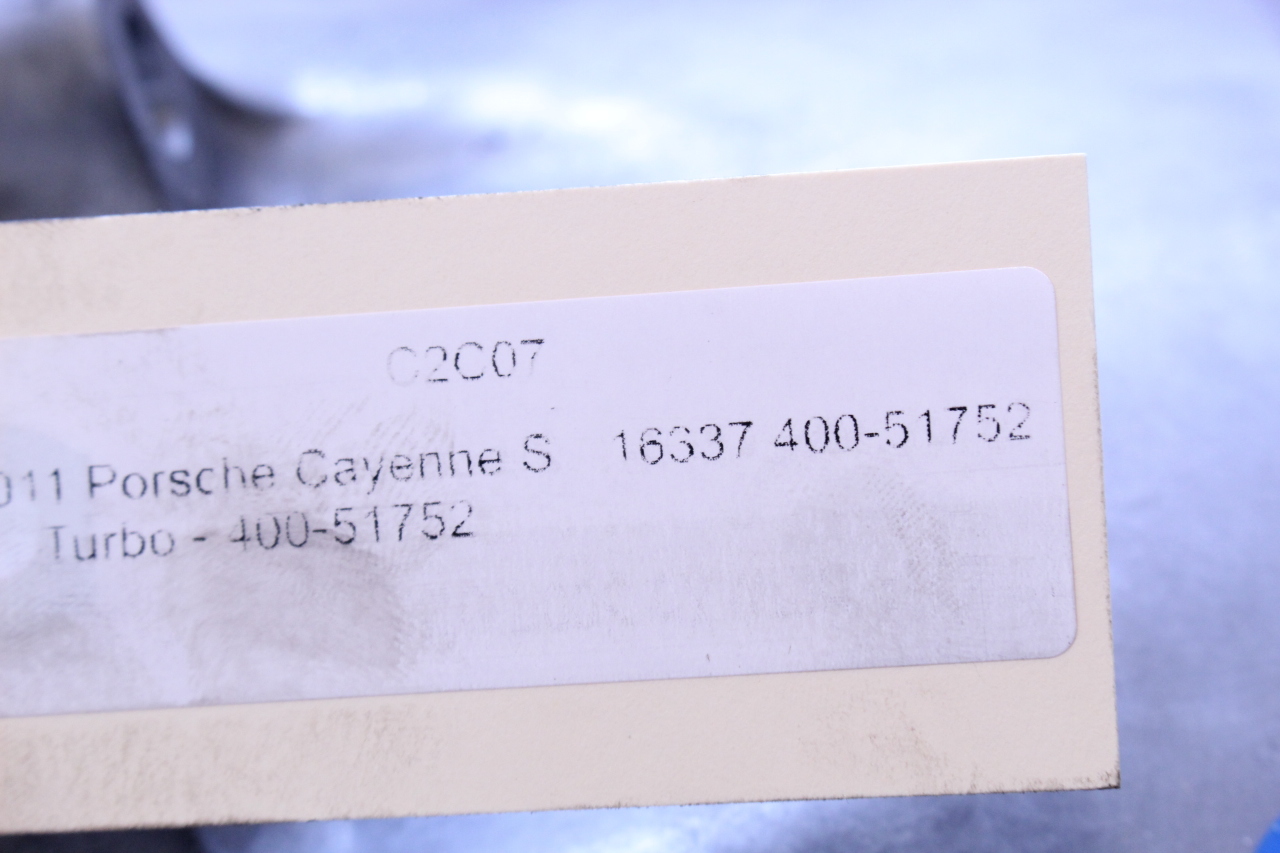 C2C07
011 Porsche Cayenne S 16337 400-51752
Turbo - 400-51752